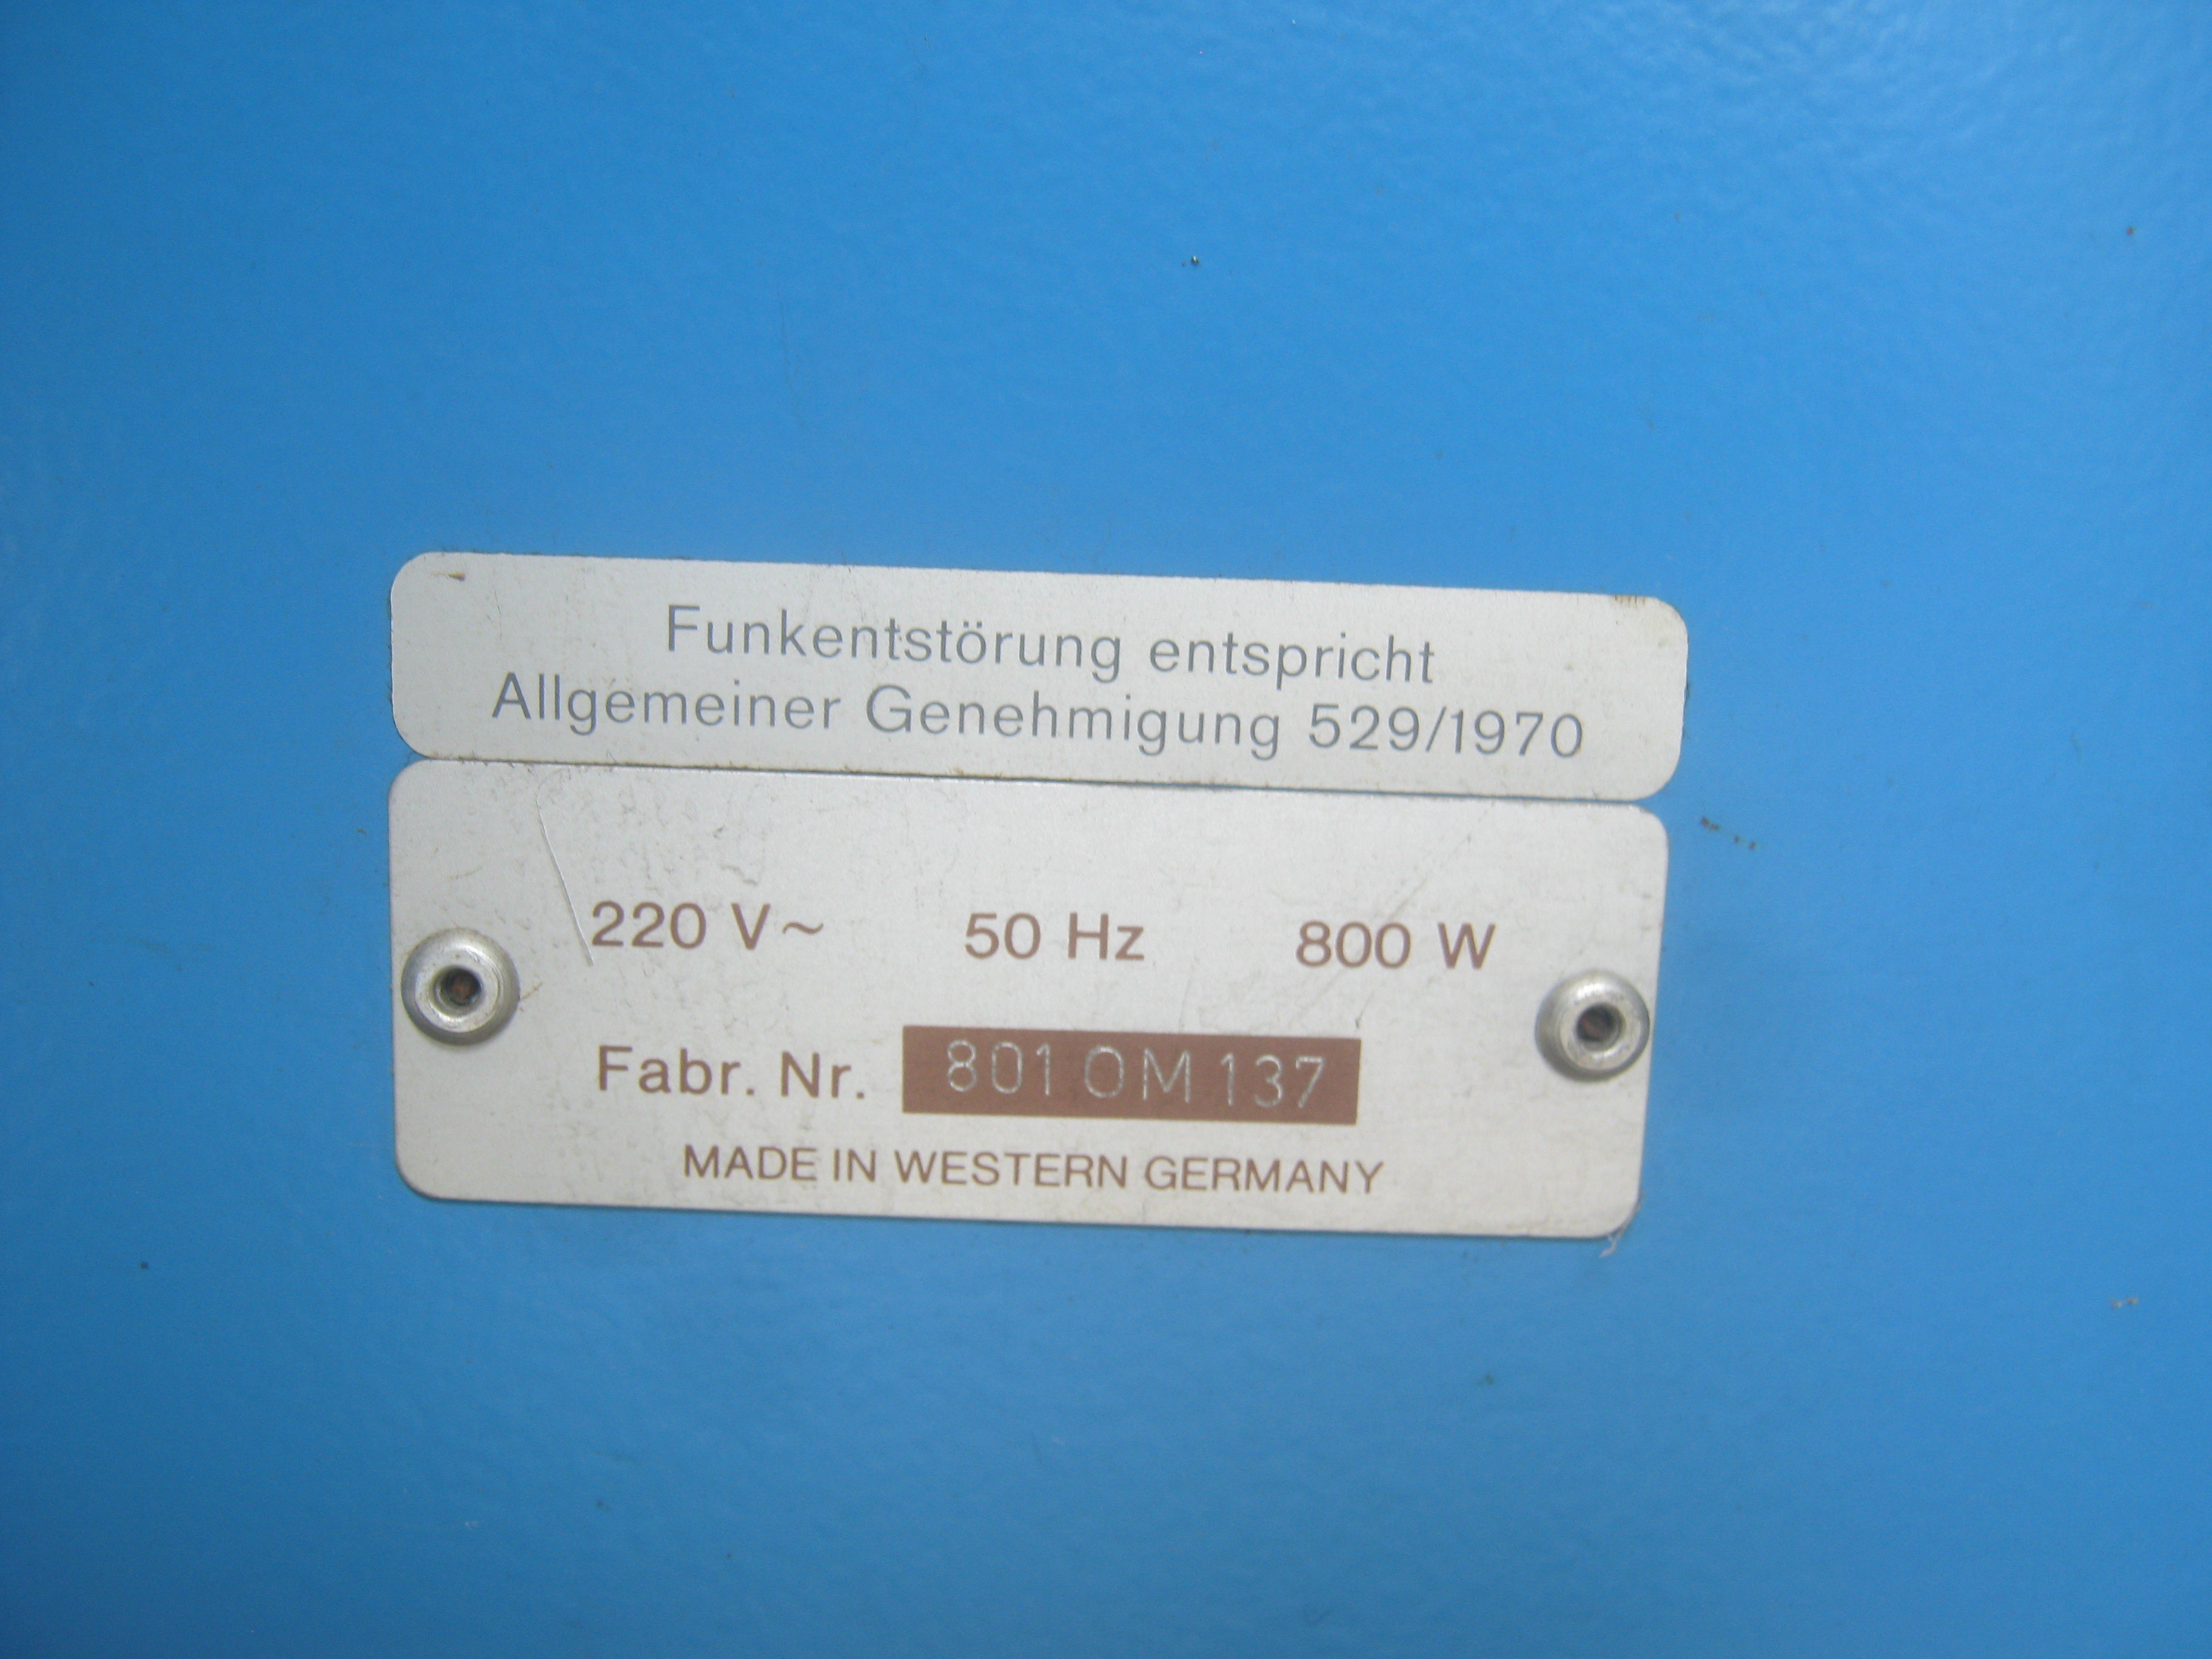 Funkentstörung entspricht
Allgemeiner Genehmigung 529/1970
220 V~ 50 Hz 800 W
Fabr. Nr. 801 OM 137
MADE IN WESTERN GERMANY